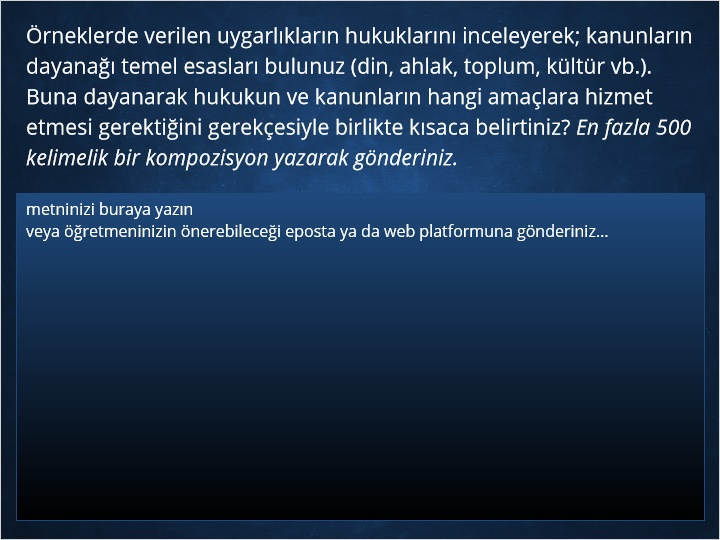 Örneklerde verilen uygarlıkların hukuklarını inceleyerek; kanunların
dayanağı temel esasları bulunuz (din, ahlak, toplum, kültür vb.).
Buna dayanarak hukukun ve kanunların hangi amaçlara hizmet
etmesi gerektiğini gerekçesiyle birlikte kısaca belirtiniz? En fazla 500
kelimelik bir kompozisyon yazarak gönderiniz.
metninizi buraya yazın
veya öğretmeninizin önerebileceği eposta ya da web platformuna gönderiniz...